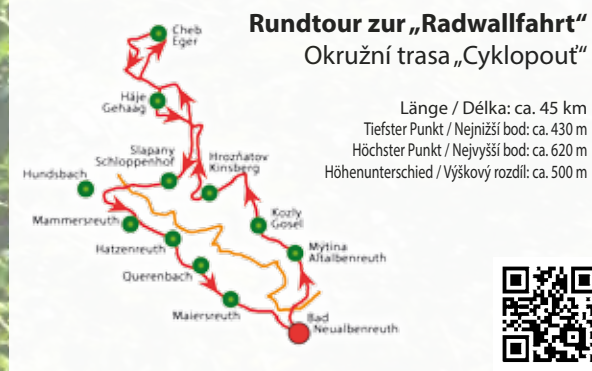 Rundtour zur „Radwallfahrt“
Okružní trasa „Cyklopouť“
Länge / Délka: ca. 45 km
Tiefster Punkt / Nejnižší bod: ca. 430 m
Höchster Punkt / Nejvyšší bod: ca. 620 m
Höhenunterschied / Výškový rozdíl: ca. 500 m
Cheb
Eger
Háje
Gehaag
Slapany
Schloppenhof
Hrozňatov
Kinsberg
Hundsbach
Kozly
Gosel
Mammersreuth
Hatzenreuth
Mýtina
Altalbenreuth
Querenbach
Maiersreuth
Bad
Neualbenreuth